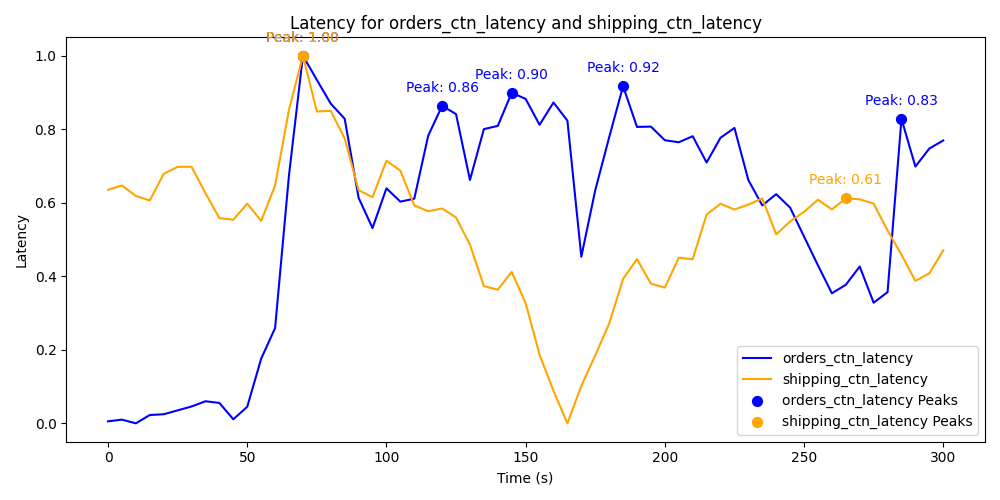 Latency for orders_ctn_latency and shipping_ctn_latency
Peak: 1.00
Peak: 0.86
Peak: 0.90
Peak: 0.92
Peak: 0.83
Peak: 0.61
Latency
1.0
0.8
0.6
0.4
0.2
0.0
orders_ctn_latency
shipping_ctn_latency
orders_ctn_latency Peaks
shipping_ctn_latency Peaks
0 50 100 150 200 250 300
Time (s)